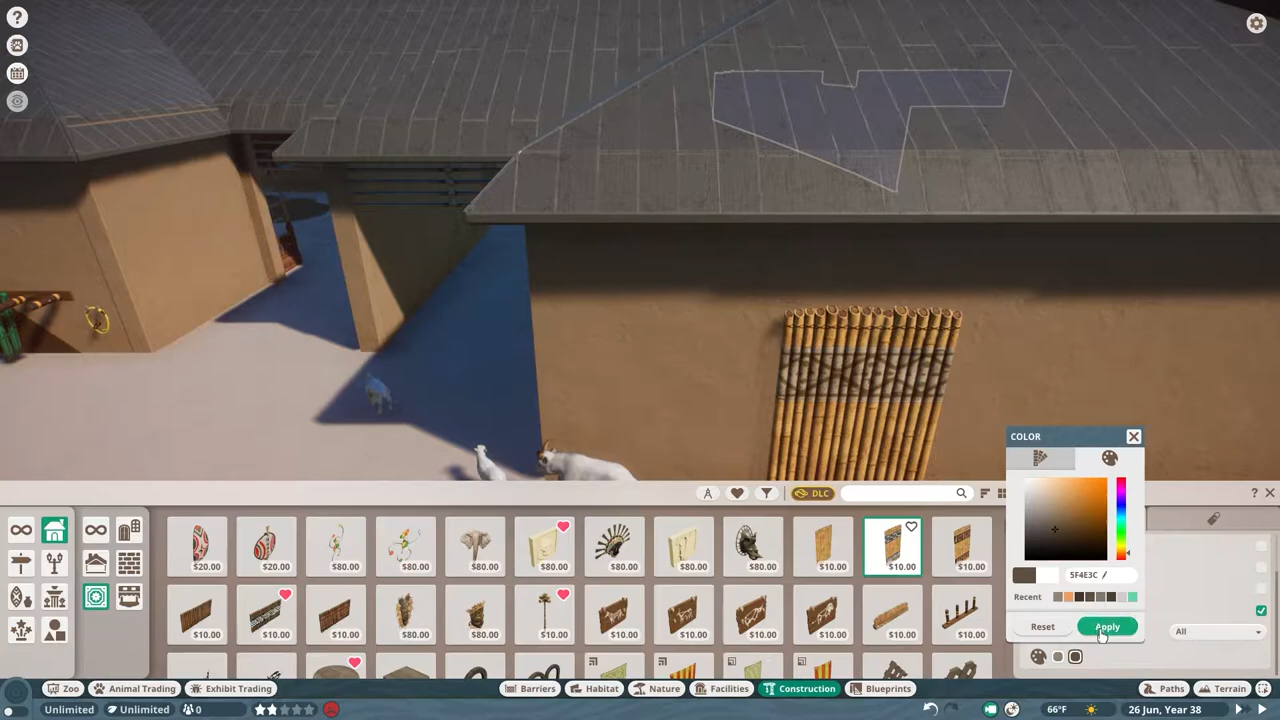 ?
COLOR
5F4E3C /
Recent
Reset
Apply
DLC
?
$20.00 $20.00 $80.00 $80.00 $80.00 $80.00 $80.00 $80.00 $80.00 $10.00 $10.00 $10.00
$10.00 $10.00 $10.00 $80.00 $80.00 $10.00 $10.00 $10.00 $10.00 $10.00 $10.00 $10.00
All
Zoo Animal Trading Exhibit Trading Barriers Habitat Nature Facilities Construction Blueprints Paths Terrain
Unlimited Unlimited 0 66°F 26 Jun, Year 38